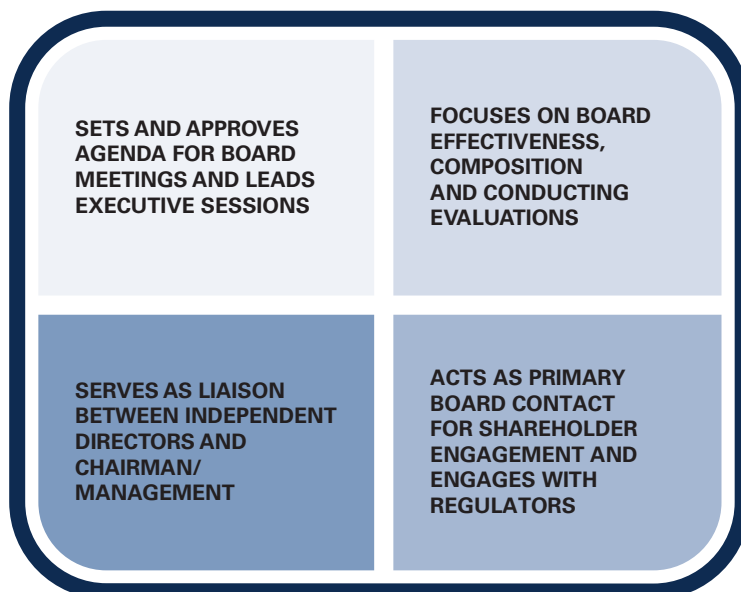 SETS AND APPROVES
AGENDA FOR BOARD
MEETINGS AND LEADS
EXECUTIVE SESSIONS
FOCUSES ON BOARD
EFFECTIVENESS,
COMPOSITION
AND CONDUCTING
EVALUATIONS
SERVES AS LIAISON
BETWEEN INDEPENDENT
DIRECTORS AND
CHAIRMAN/
MANAGEMENT
ACTS AS PRIMARY
BOARD CONTACT
FOR SHAREHOLDER
ENGAGEMENT AND
ENGAGES WITH
REGULATORS